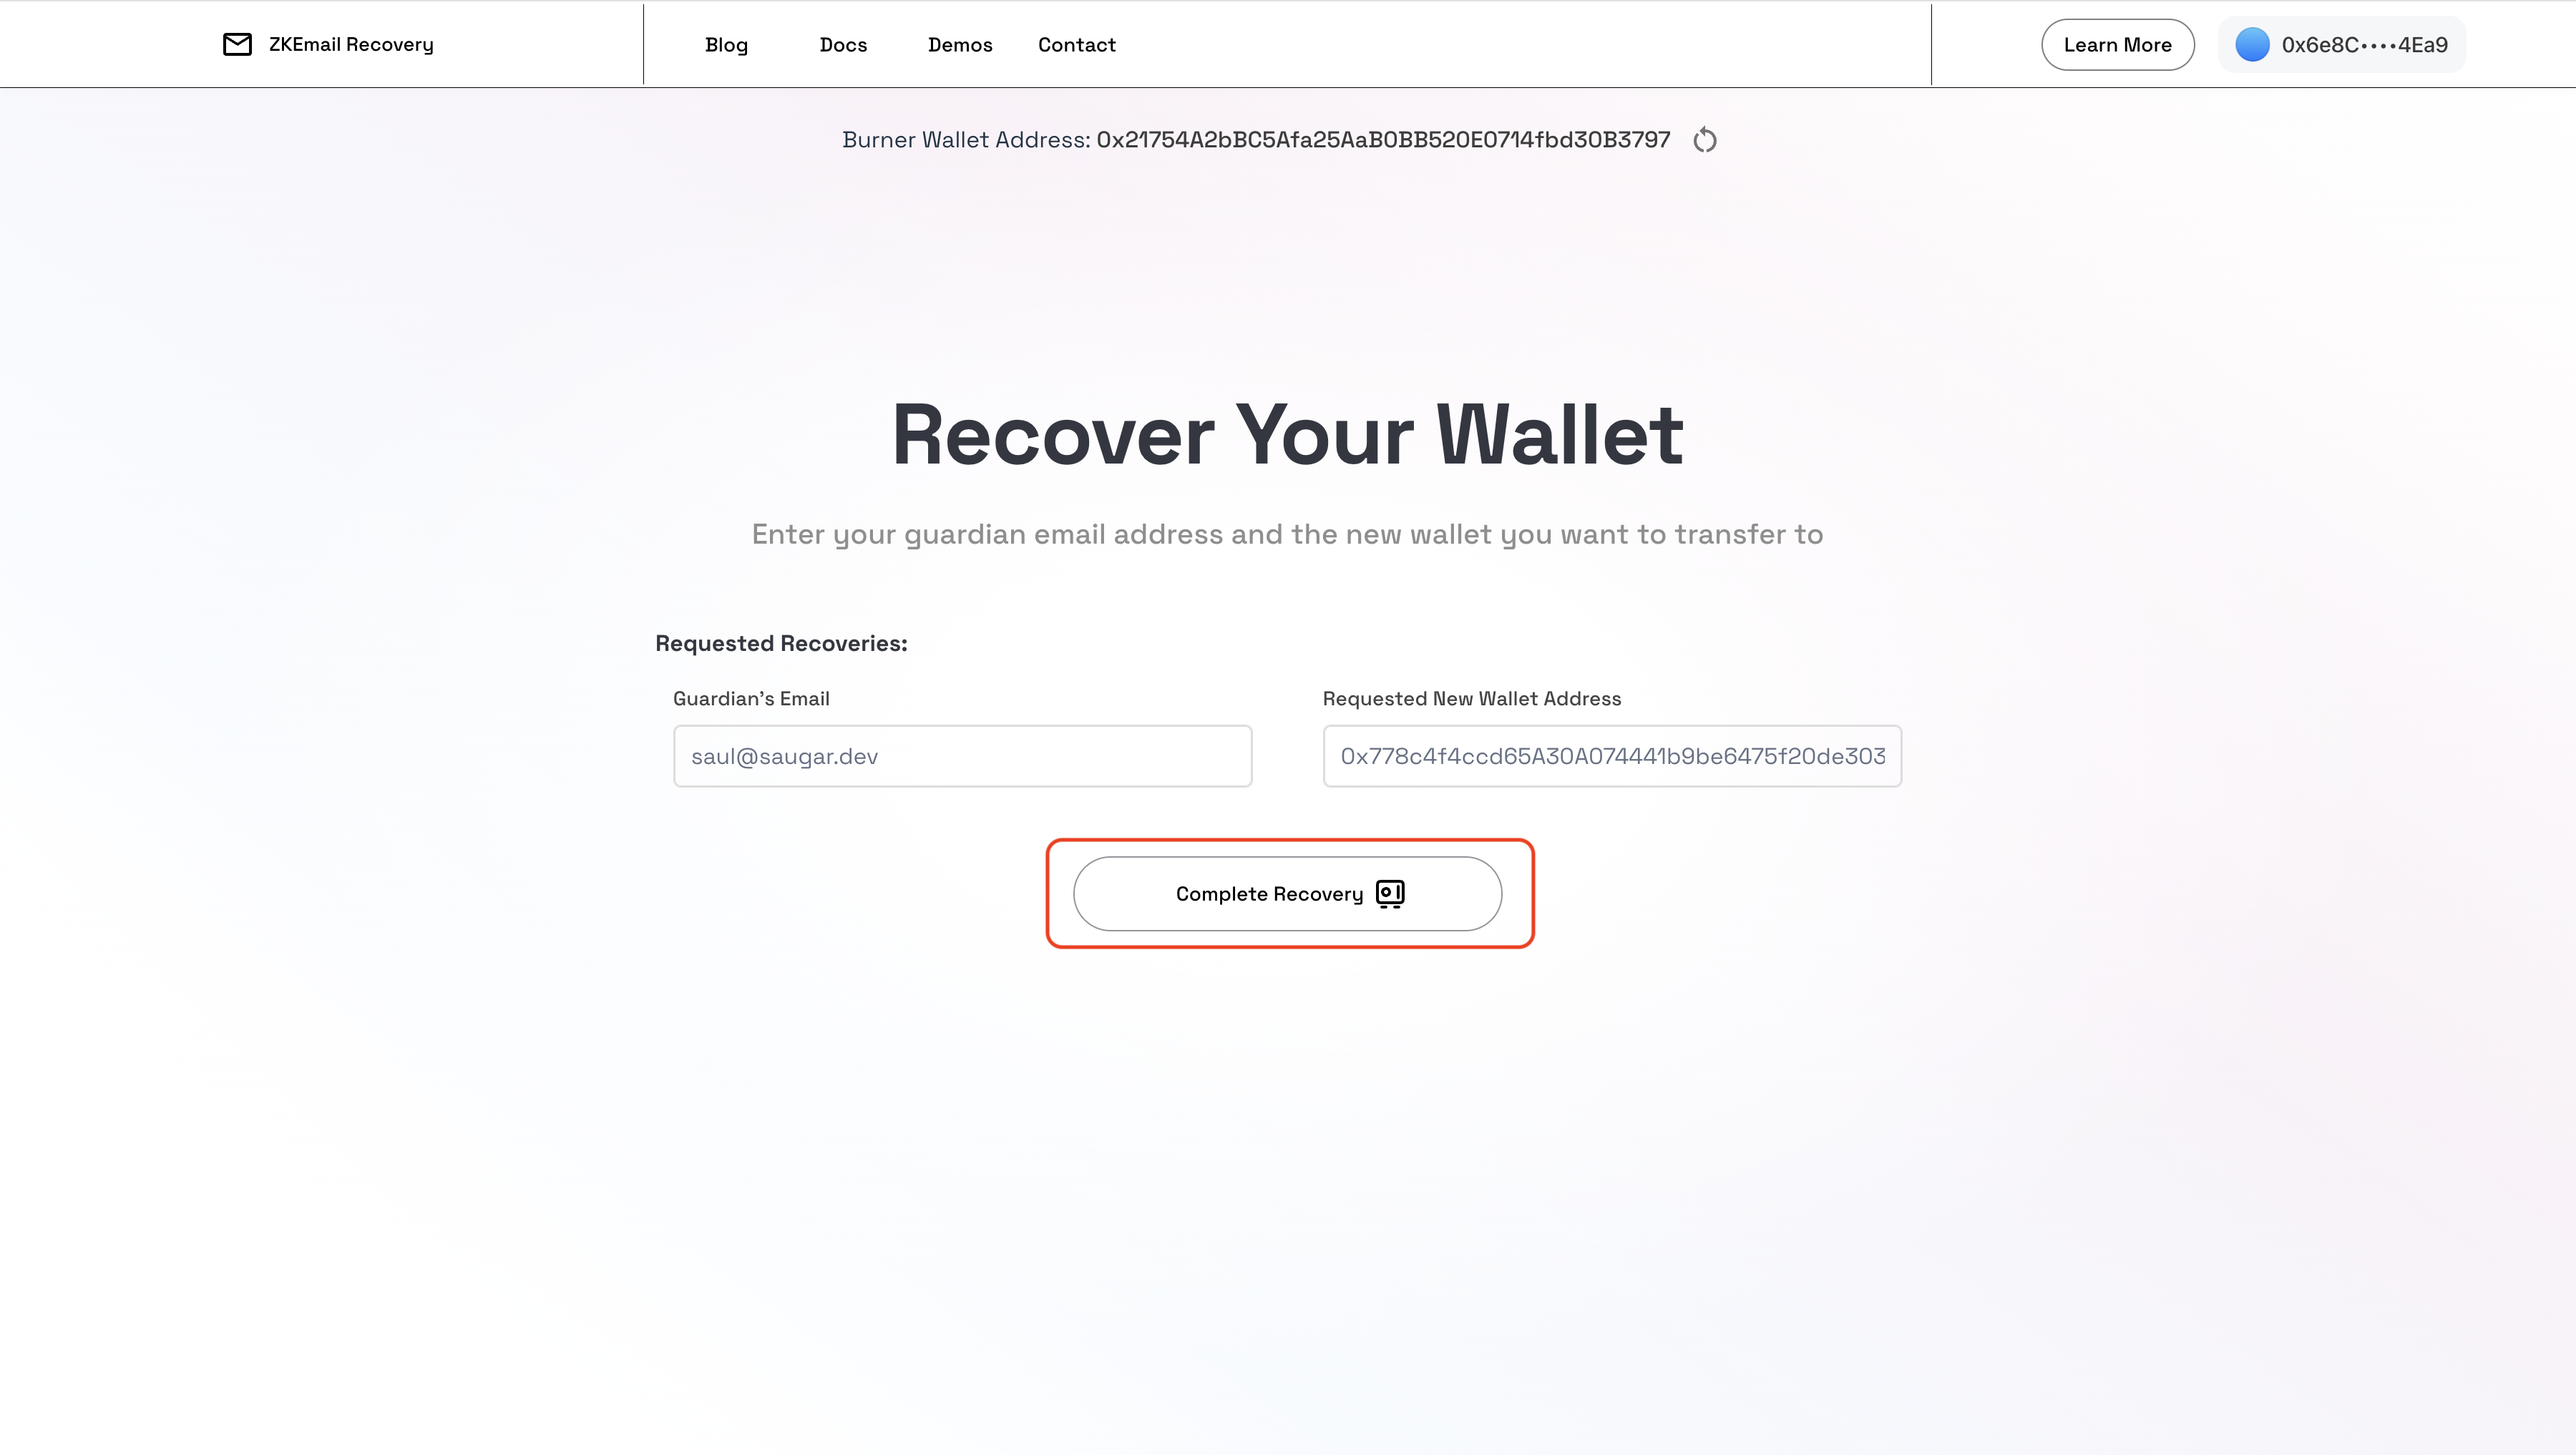 ZKEmail Recovery
Blog
Docs
Demos
Contact
Learn More
0x6e8C••••4Ea9
Burner Wallet Address: 0x21754A2bBC5Afa25AaB0BB520E0714fbd30B3797
Recover Your Wallet
Enter your guardian email address and the new wallet you want to transfer to
Requested Recoveries:
Guardian's Email
Requested New Wallet Address
saul@saugar.dev
0x778c4f4ccd65A30A074441b9be6475f20de303
Complete Recovery